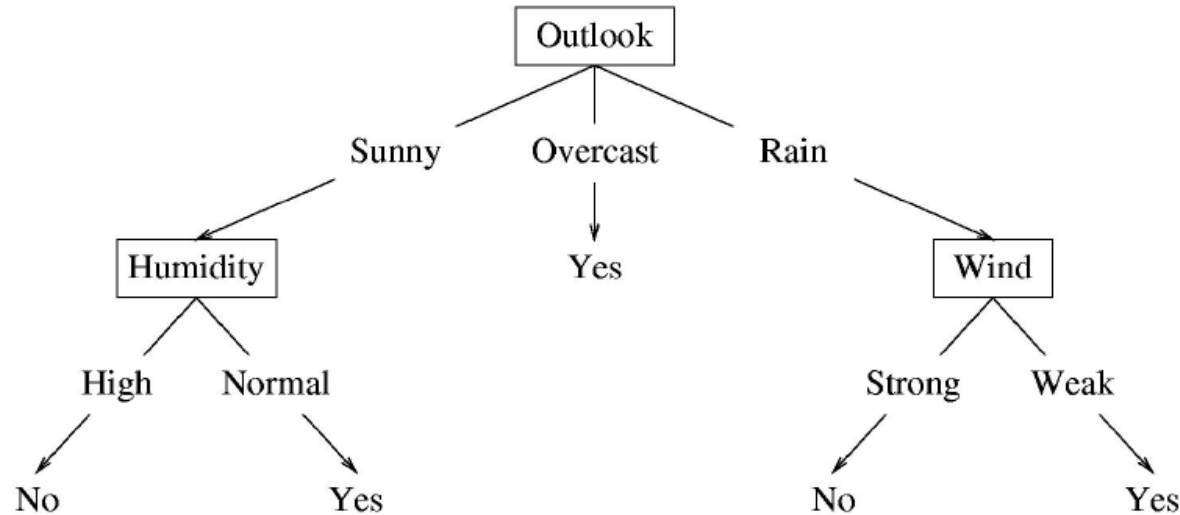 Outlook
Sunny Overcast Rain
Humidity Yes Wind
High Normal Strong Weak
No Yes No Yes